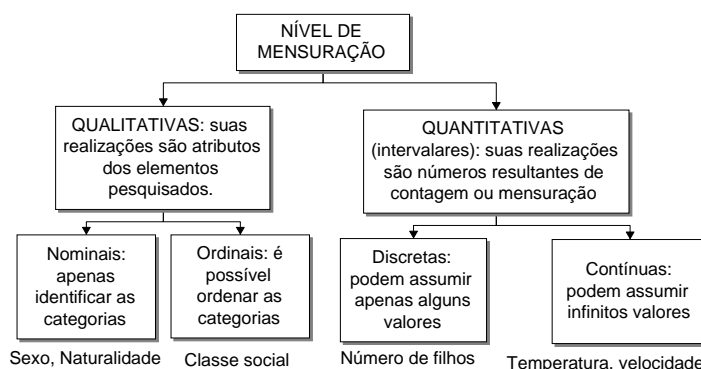 NÍVEL DE
MENSURAÇÃO
QUALITATIVAS: suas
realizações são atributos
dos elementos
pesquisados.
QUANTITATIVAS
(intervalares): suas realizações
são números resultantes de
contagem ou mensuração
Nominais:
apenas
identificar as
categorias
Ordinais: é
possível
ordenar as
categorias
Discretas:
podem assumir
apenas alguns
valores
Contínuas:
podem assumir
infinitos valores
Sexo, Naturalidade
Classe social
Número de filhos
Temperatura, velocidade